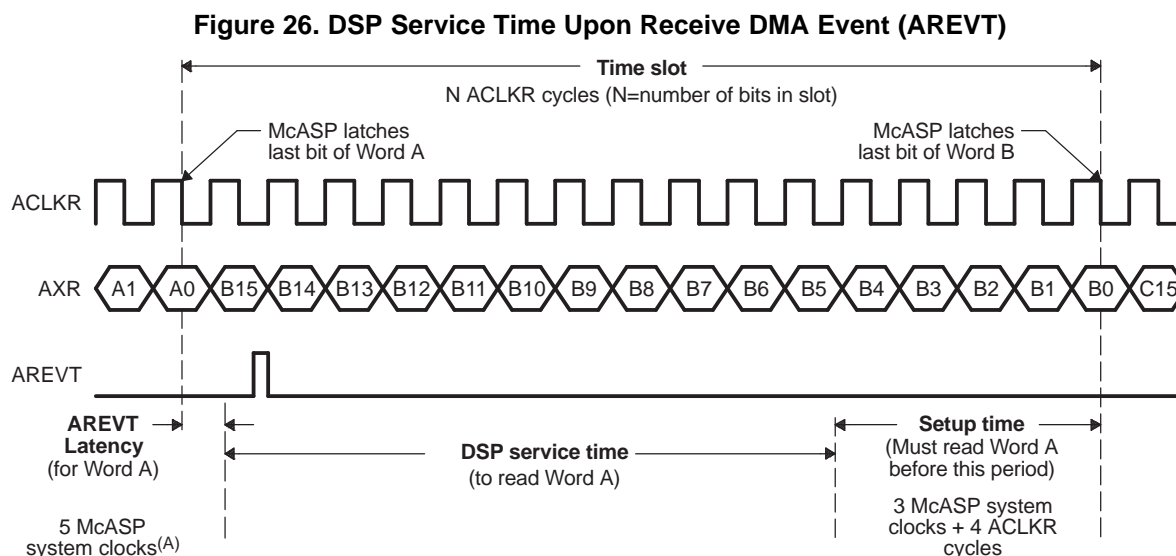 Figure 26. DSP Service Time Upon Receive DMA Event (AREVT)
Time slot
N ACLKR cycles (N=number of bits in slot)
McASP latches
last bit of Word A
McASP latches
last bit of Word B
ACLKR
AXR
A1 A0 B15 B14 B13 B12 B11 B10 B9 B8 B7 B6 B5 B4 B3 B2 B1 B0 C15
AREVT
AREVT
Latency
(for Word A)
DSP service time
(to read Word A)
Setup time
(Must read Word A
before this period)
5 McASP
system clocks(A)
3 McASP system
clocks + 4 ACLKR
cycles